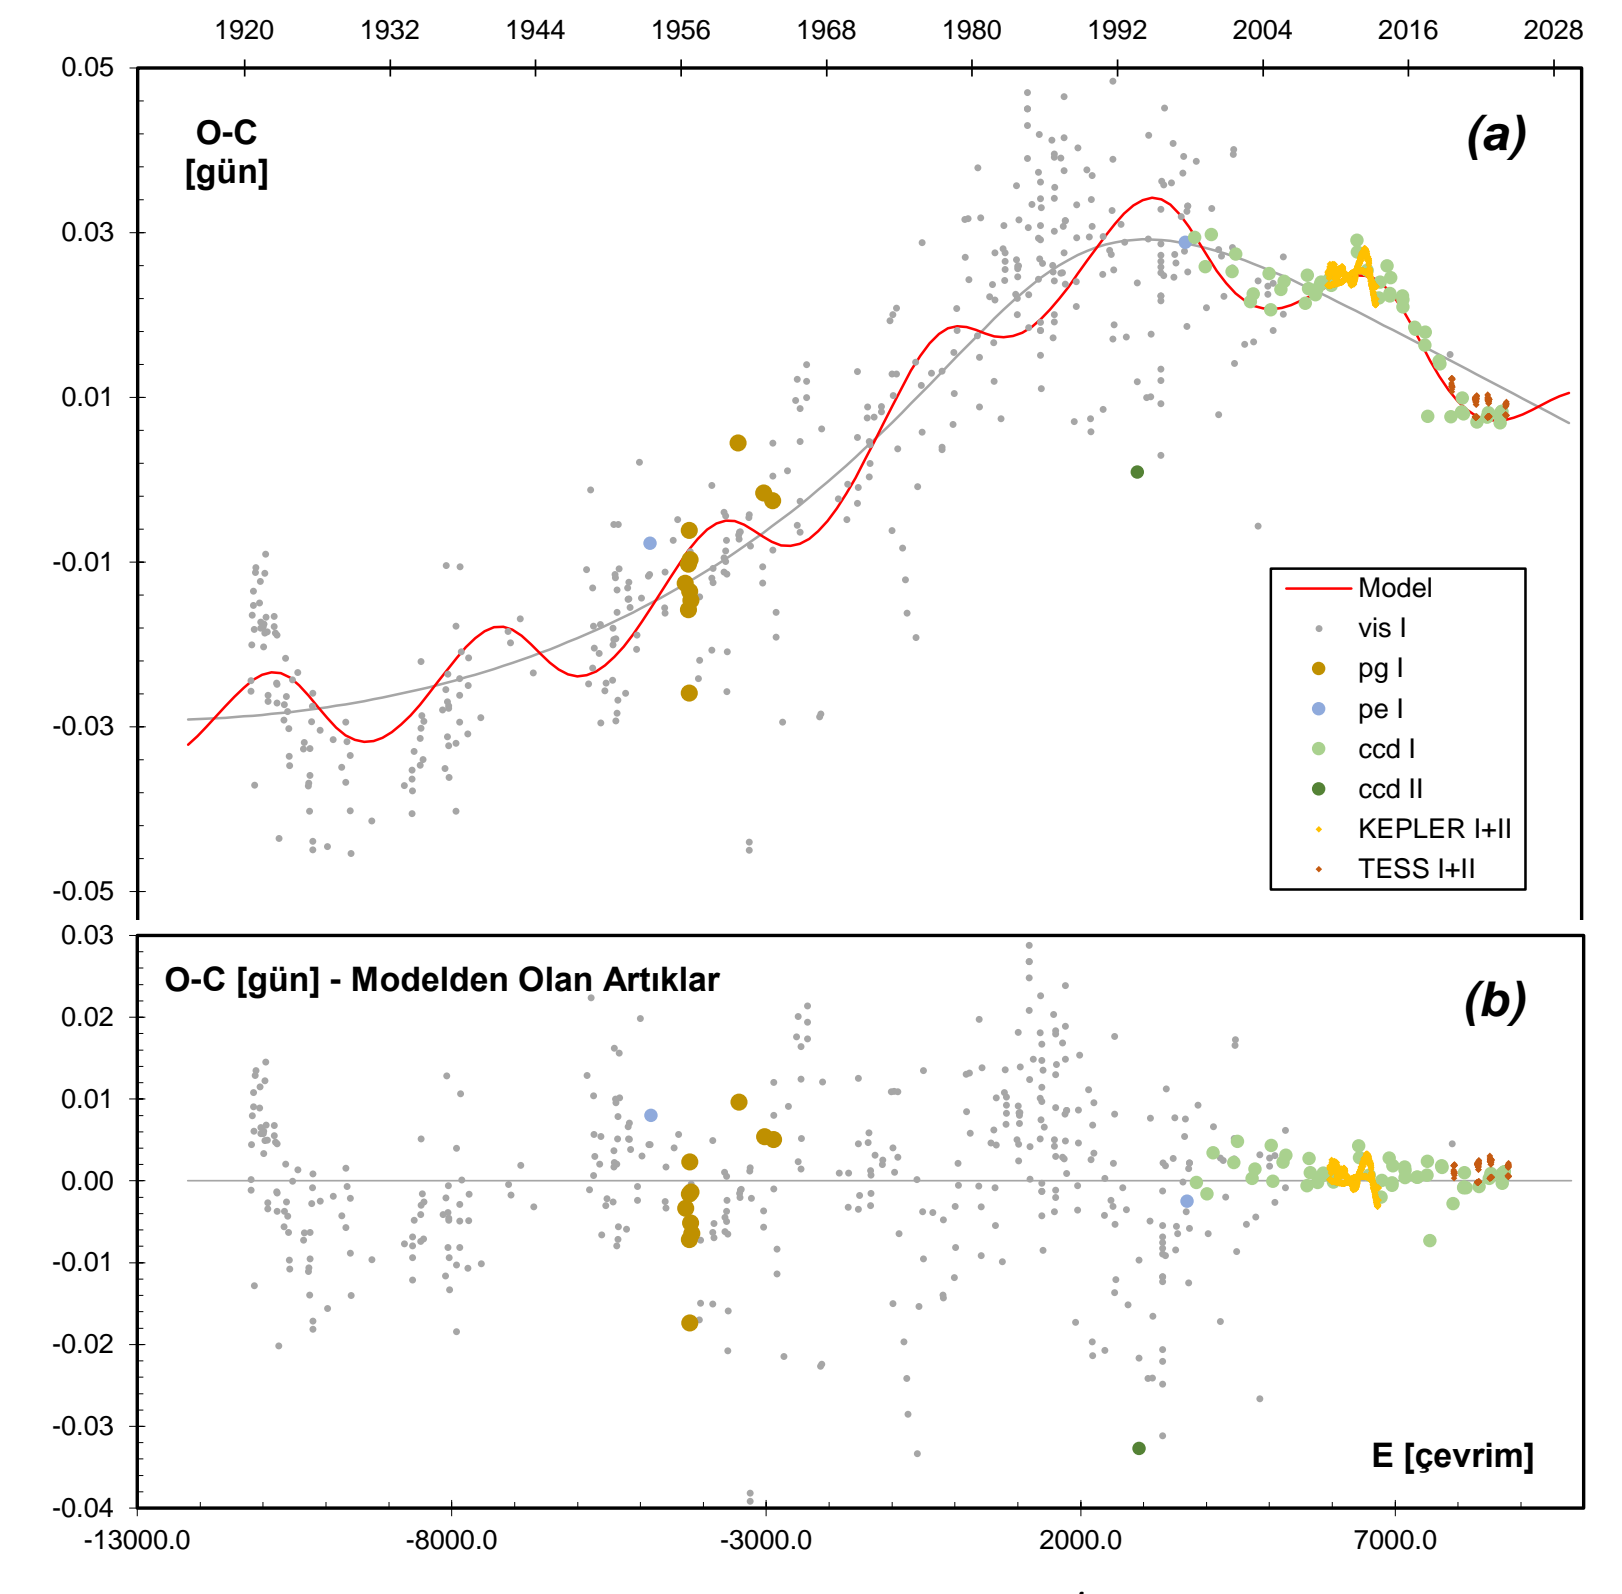 1920 1932 1944 1956 1968 1980 1992 2004 2016 2028
0.05
O-C
[gün]
(a)
0.03
0.01
-0.01
-0.03
-0.05
Model
vis I
pg I
pe I
ccd I
ccd II
KEPLER I+II
TESS I+II
0.03
O-C [gün] - Modelden Olan Artıklar
(b)
0.02
0.01
0.00
-0.01
-0.02
-0.03
E [çevrim]
-0.04
-13000.0 -8000.0 -3000.0 2000.0 7000.0